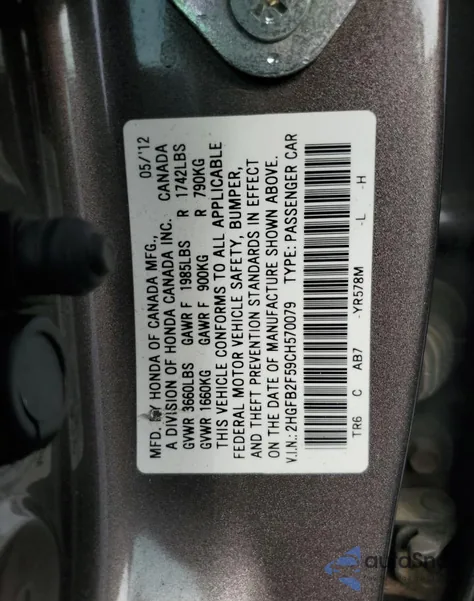 MFD. BY HONDA OF CANADA MFG., 05/'12
A DIVISION OF HONDA CANADA INC. CANADA
GVWR 3660LBS GAWR F 1985LBS R 1742LBS
GVWR 1660KG GAWR F 900KG R 790KG
THIS VEHICLE CONFORMS TO ALL APPLICABLE
FEDERAL MOTOR VEHICLE SAFETY, BUMPER,
AND THEFT PREVENTION STANDARDS IN EFFECT
ON THE DATE OF MANUFACTURE SHOWN ABOVE.
V.I.N.: 2HGFB2F59CH570079 TYPE: PASSENGER CAR
TR6 C AB7 -YR578M -L -H